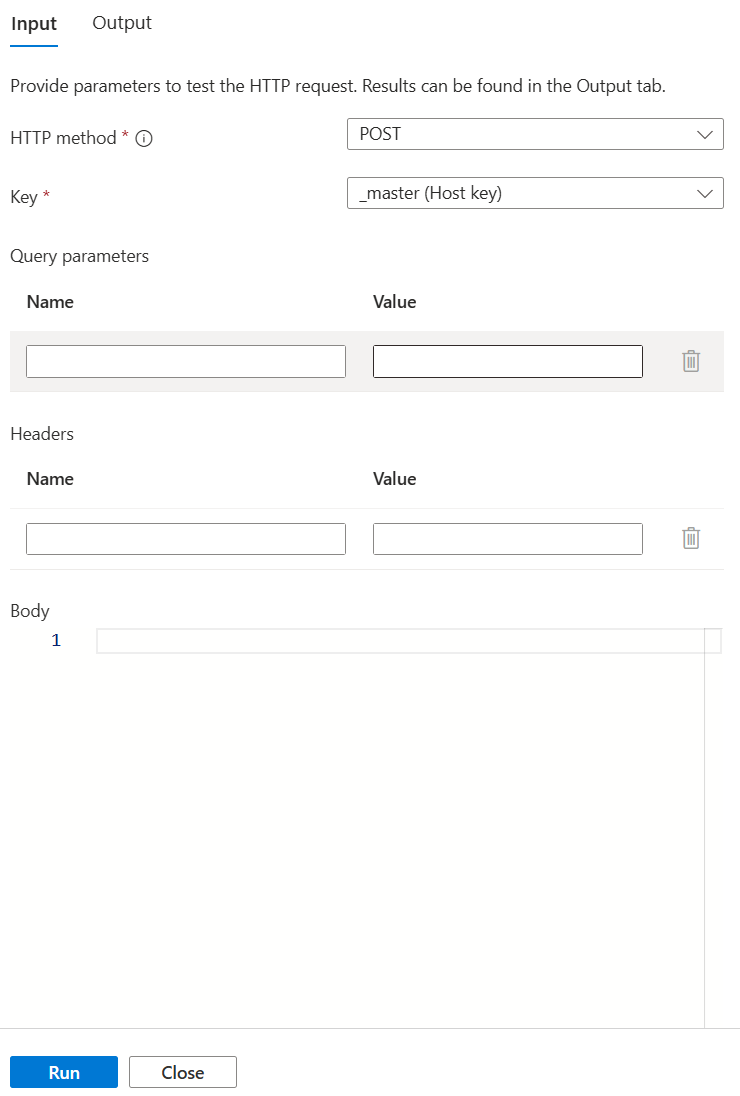 Input Output
Provide parameters to test the HTTP request. Results can be found in the Output tab.
HTTP method * POST
Key * _master (Host key)
Query parameters
Name Value
Headers
Name Value
Body
1
Run Close